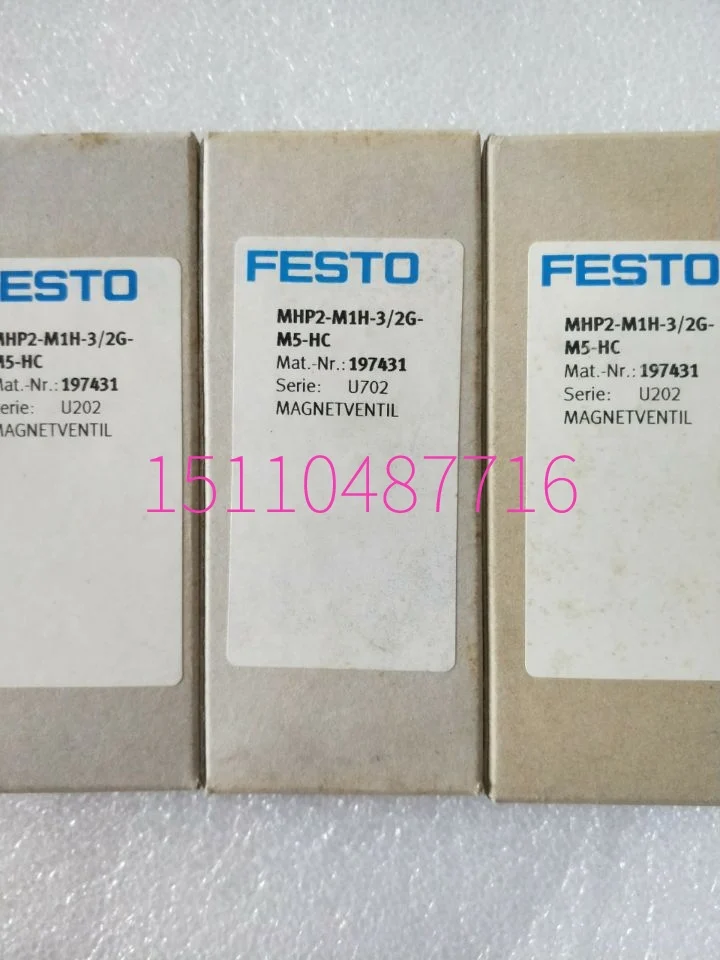 ESTO
MHP2-M1H-3/2G-
M5-HC
Mat.-Nr.: 197431
erie: U202
MAGNETVENTIL
FESTO
MHP2-M1H-3/2G-
M5-HC
Mat.-Nr.: 197431
Serie: U702
MAGNETVENTIL
FESTO
MHP2-M1H-3/2G-
M5-HC
Mat.-Nr.: 197431
Serie: U202
MAGNETVENTIL
15110487716